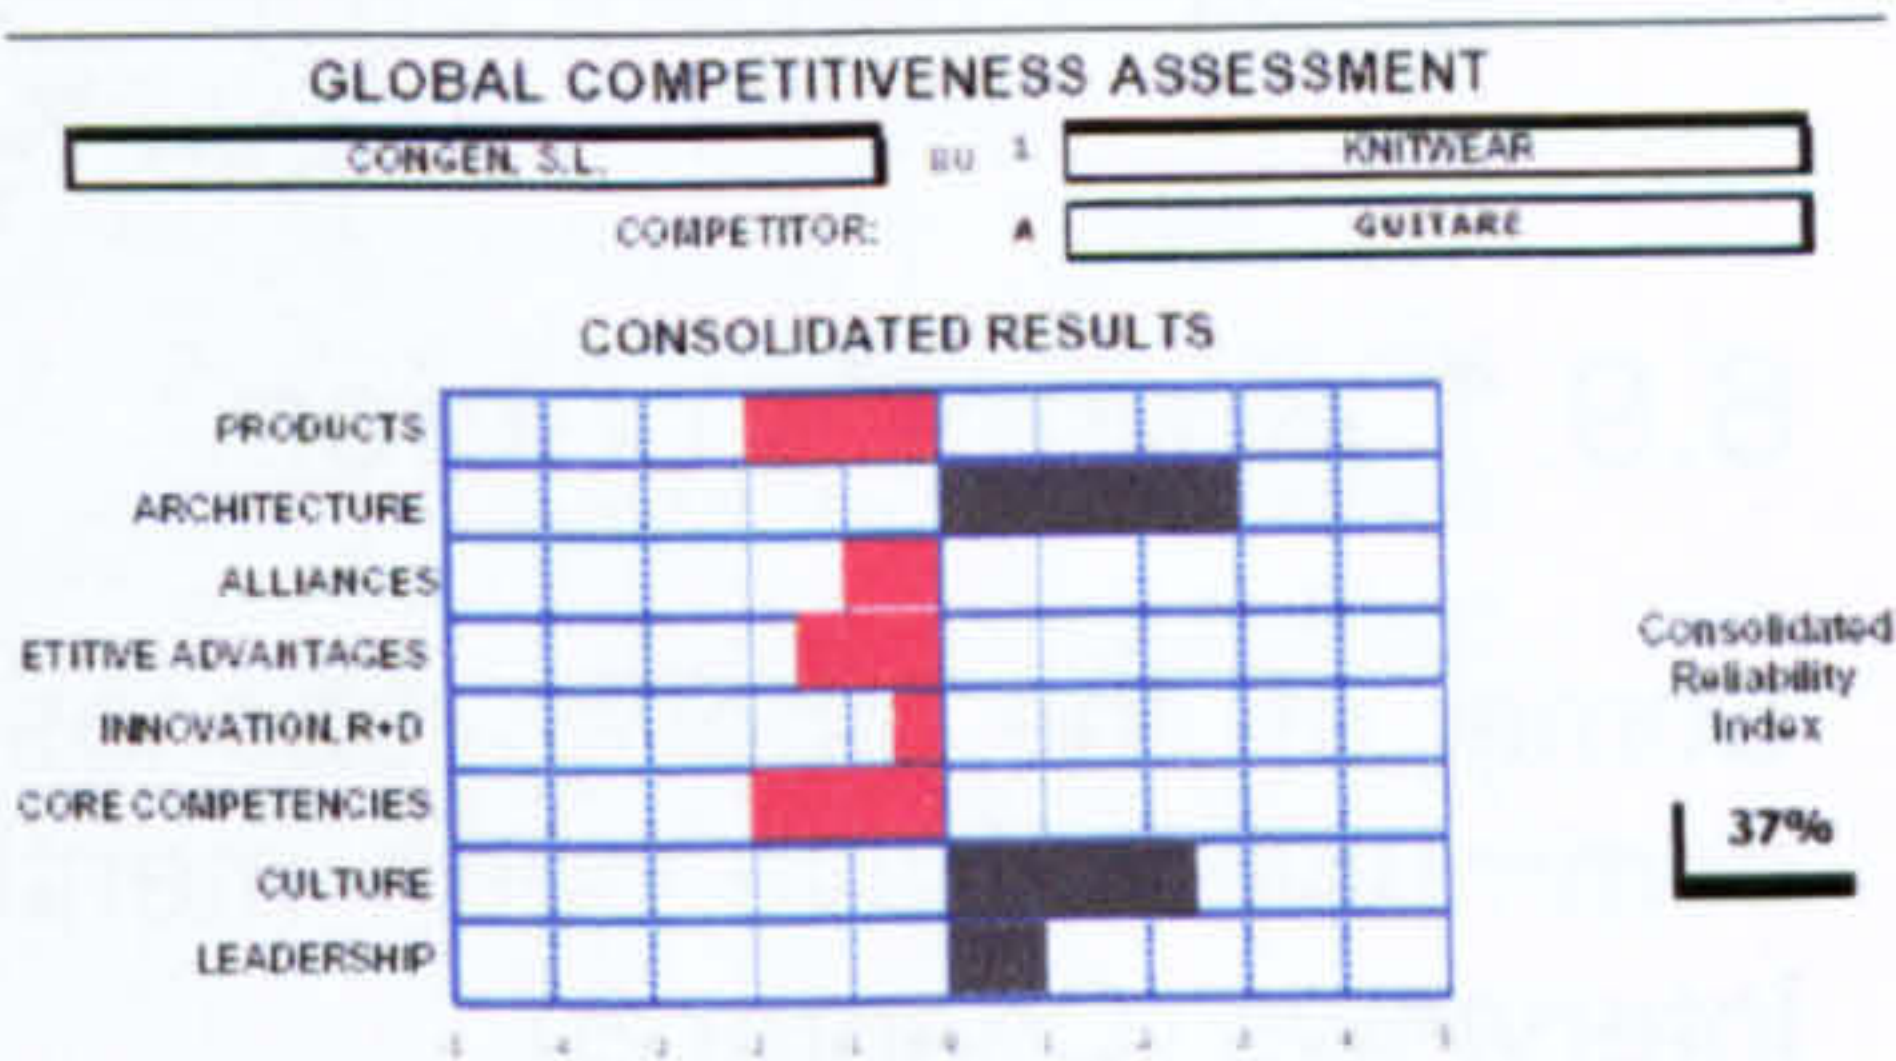 GLOBAL COMPETITIVENESS ASSESSMENT
CONGEN, S.L. BU 1 KNITWEAR
COMPETITOR: A GUITARE
CONSOLIDATED RESULTS
PRODUCTS
ARCHITECTURE
ALLIANCES
ETITIVE ADVANTAGES
INNOVATION, R+D
CORE COMPETENCIES
CULTURE
LEADERSHIP
Consolidated
Reliability
Index
37%